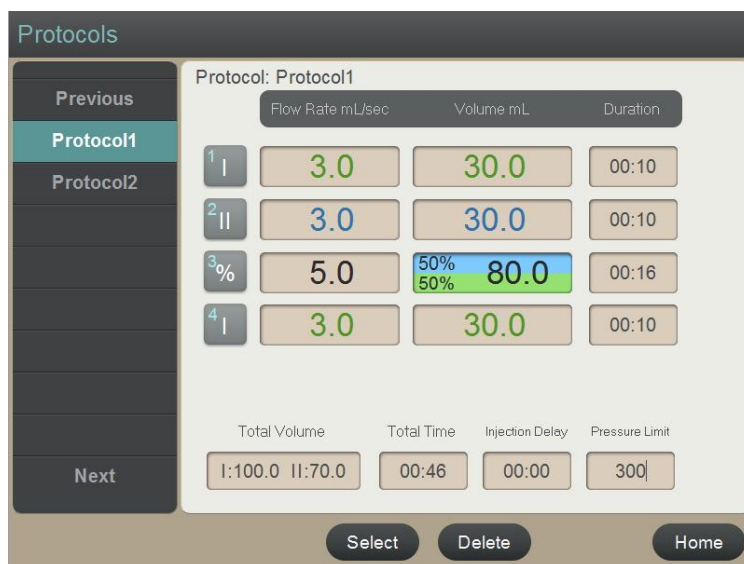 Protocols
Previous
Protocol1
Protocol2
Next
Protocol: Protocol1
Flow Rate mL/sec Volume mL Duration
1 I 3.0 30.0 00:10
2 II 3.0 30.0 00:10
3 % 5.0 50% 50% 80.0 00:16
4 I 3.0 30.0 00:10
Total Volume Total Time Injection Delay Pressure Limit
I:100.0 II:70.0 00:46 00:00 300
Select Delete Home